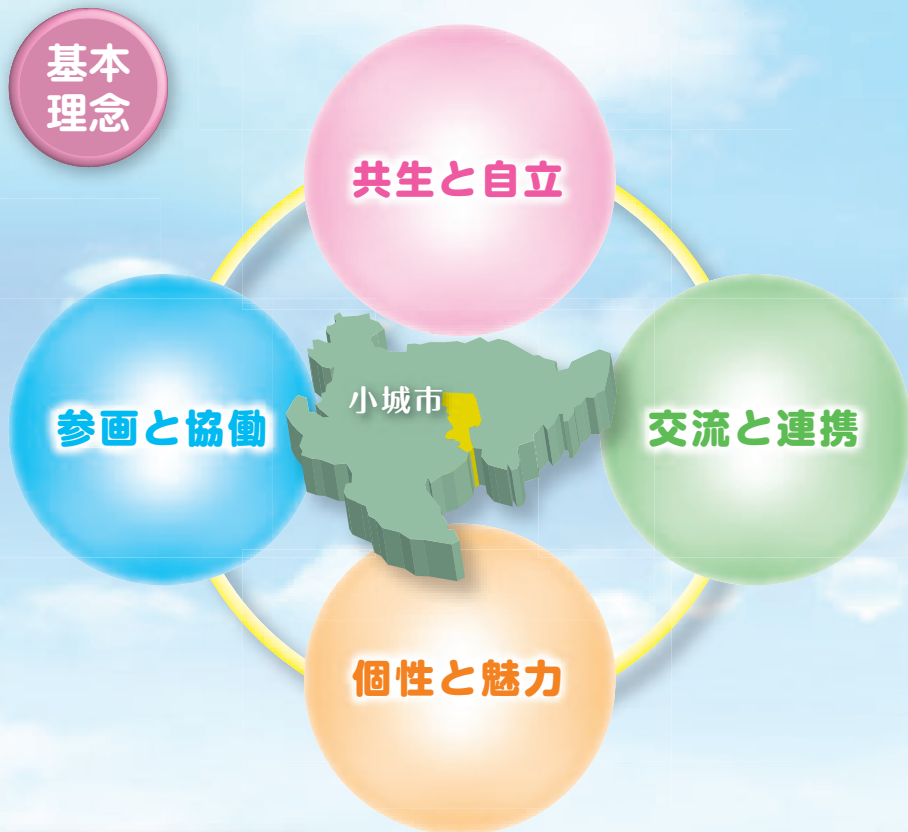 基本
理念
共生と自立
小城市
参画と協働
交流と連携
個性と魅力